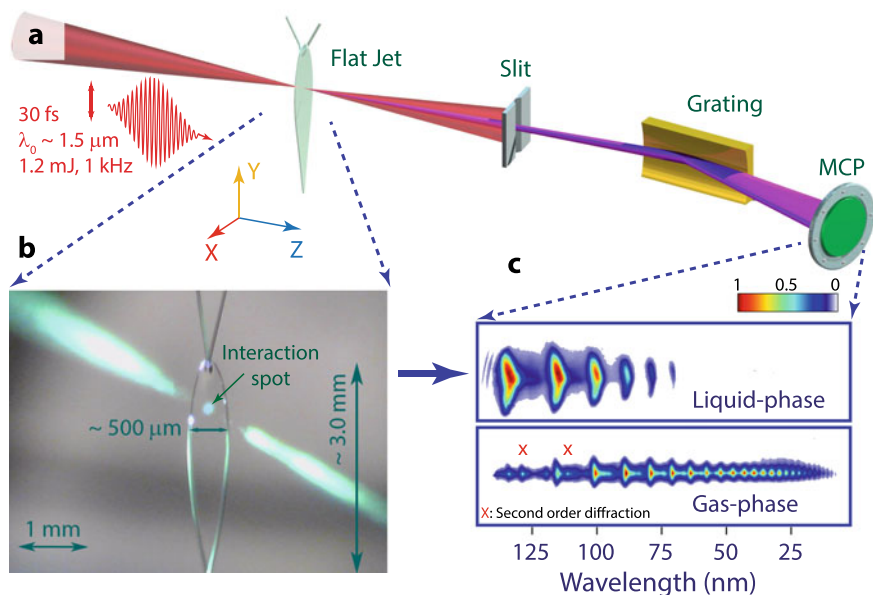 a
Flat Jet
Slit
Grating
MCP
30 fs
λ₀ ~ 1.5 μm
1.2 mJ, 1 kHz
Y
X
Z
b
c
1
0.5
0
Interaction
spot
~ 500 μm
~ 3.0 mm
1 mm
Liquid-phase
x
x
X: Second order diffraction
Gas-phase
125
100
75
50
25
Wavelength (nm)